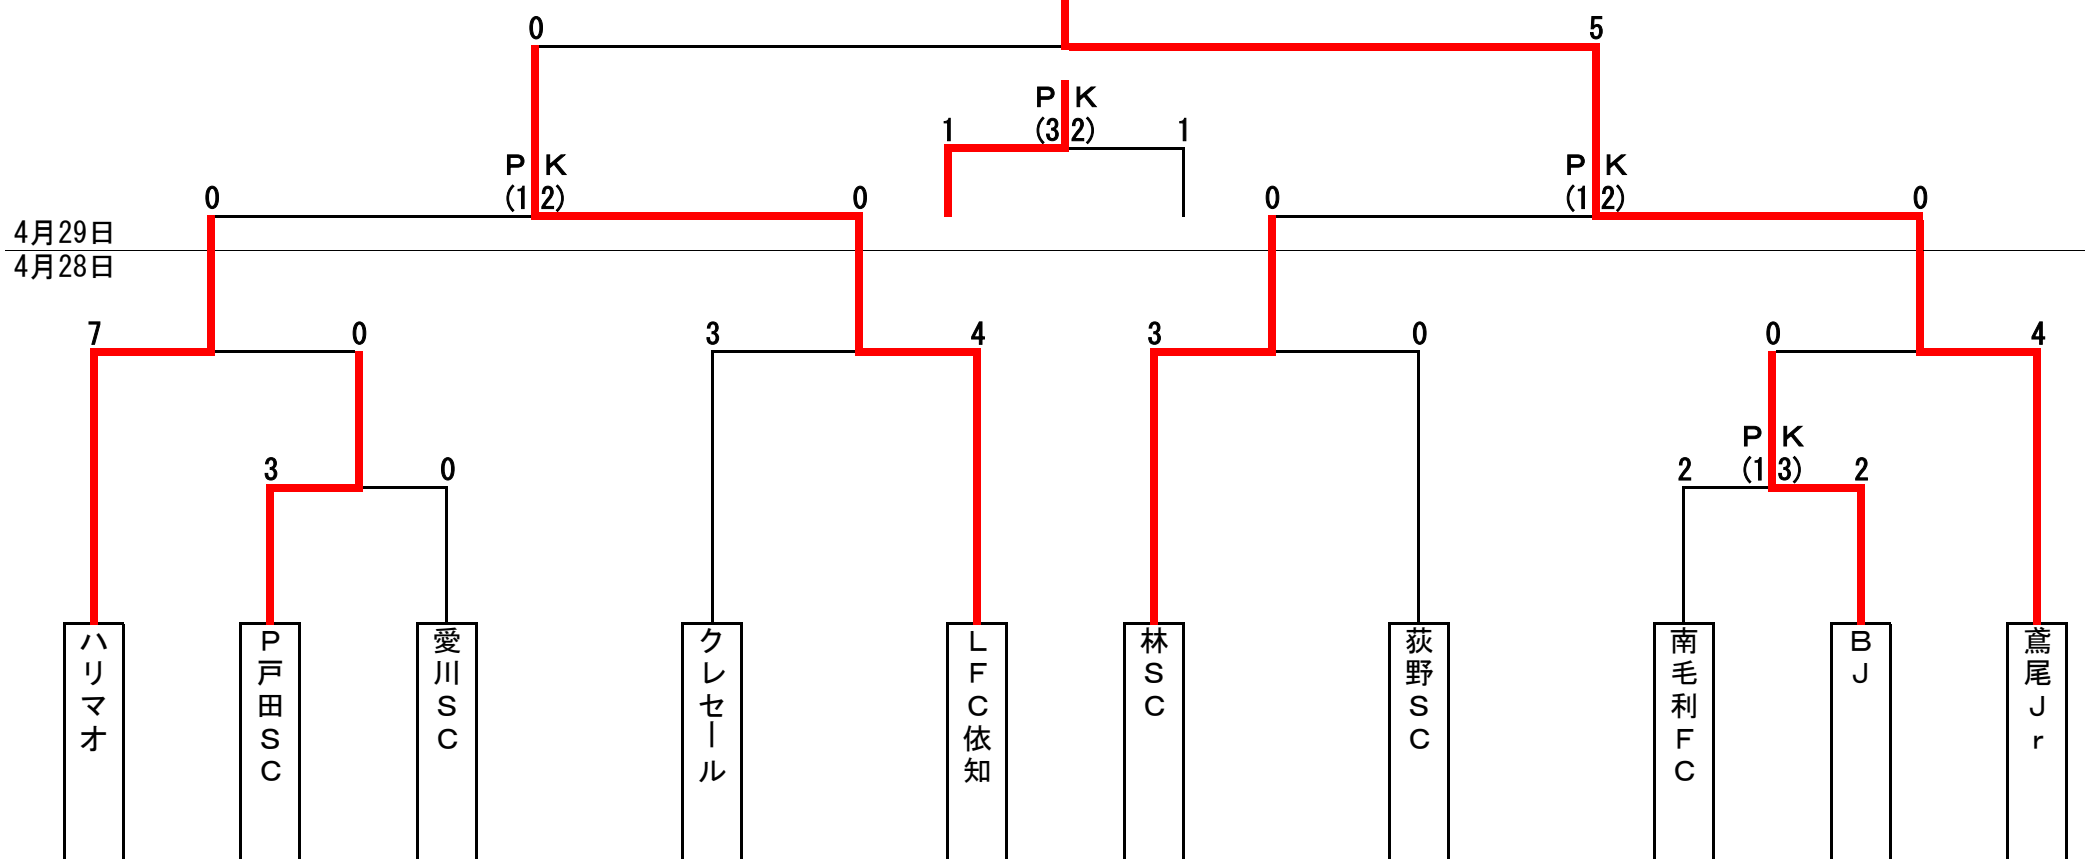 0 5
PK
1 (3 2) 1
PK PK
0 (1 2) 0 0 (1 2) 0
4月29日
4月28日
7 0 3 4 3 0 0 4
PK
3 0 2 (1 3) 2
ハリマオ
P戸田SC
愛川SC
クレセール
LFC依知
林SC
荻野SC
南毛利FC
BJ
鳶尾Jr